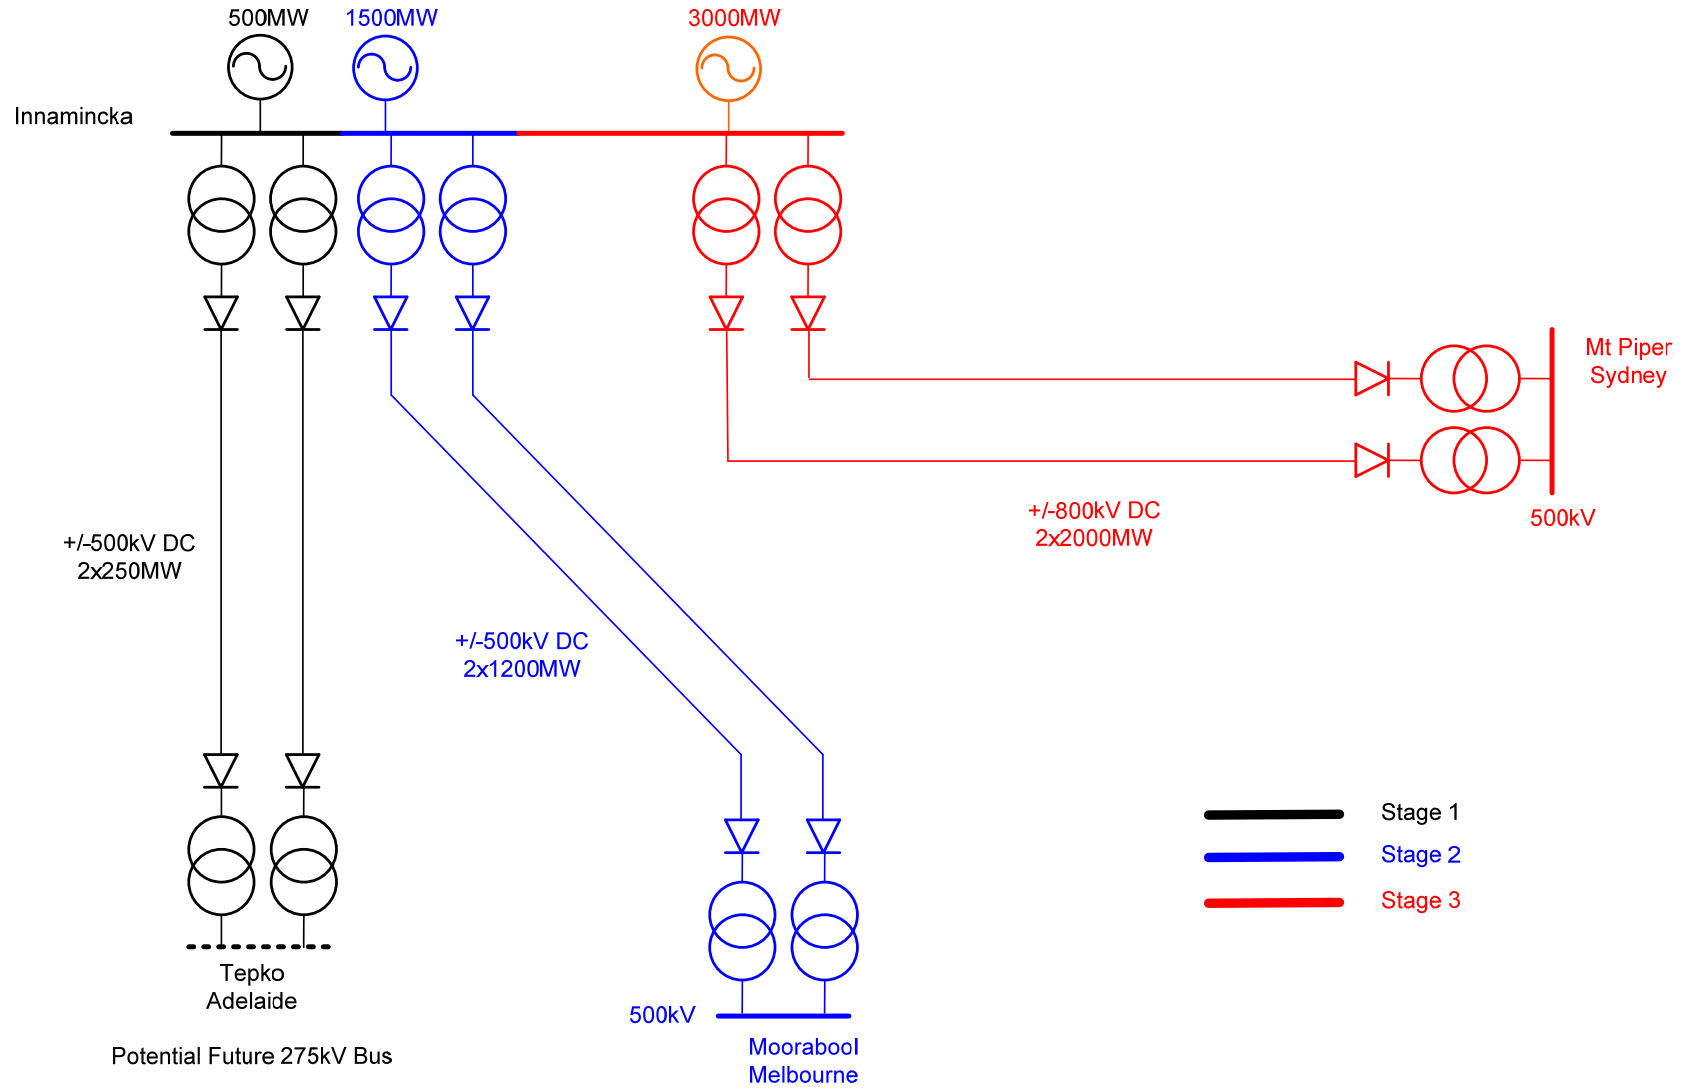 500MW
1500MW
3000MW
Innamincka
Mt Piper
Sydney
+/-800kV DC
2x2000MW
500kV
+/-500kV DC
2x250MW
+/-500kV DC
2x1200MW
Stage 1
Stage 2
Stage 3
Tepko
Adelaide
500kV
Potential Future 275kV Bus
Moorabool
Melbourne